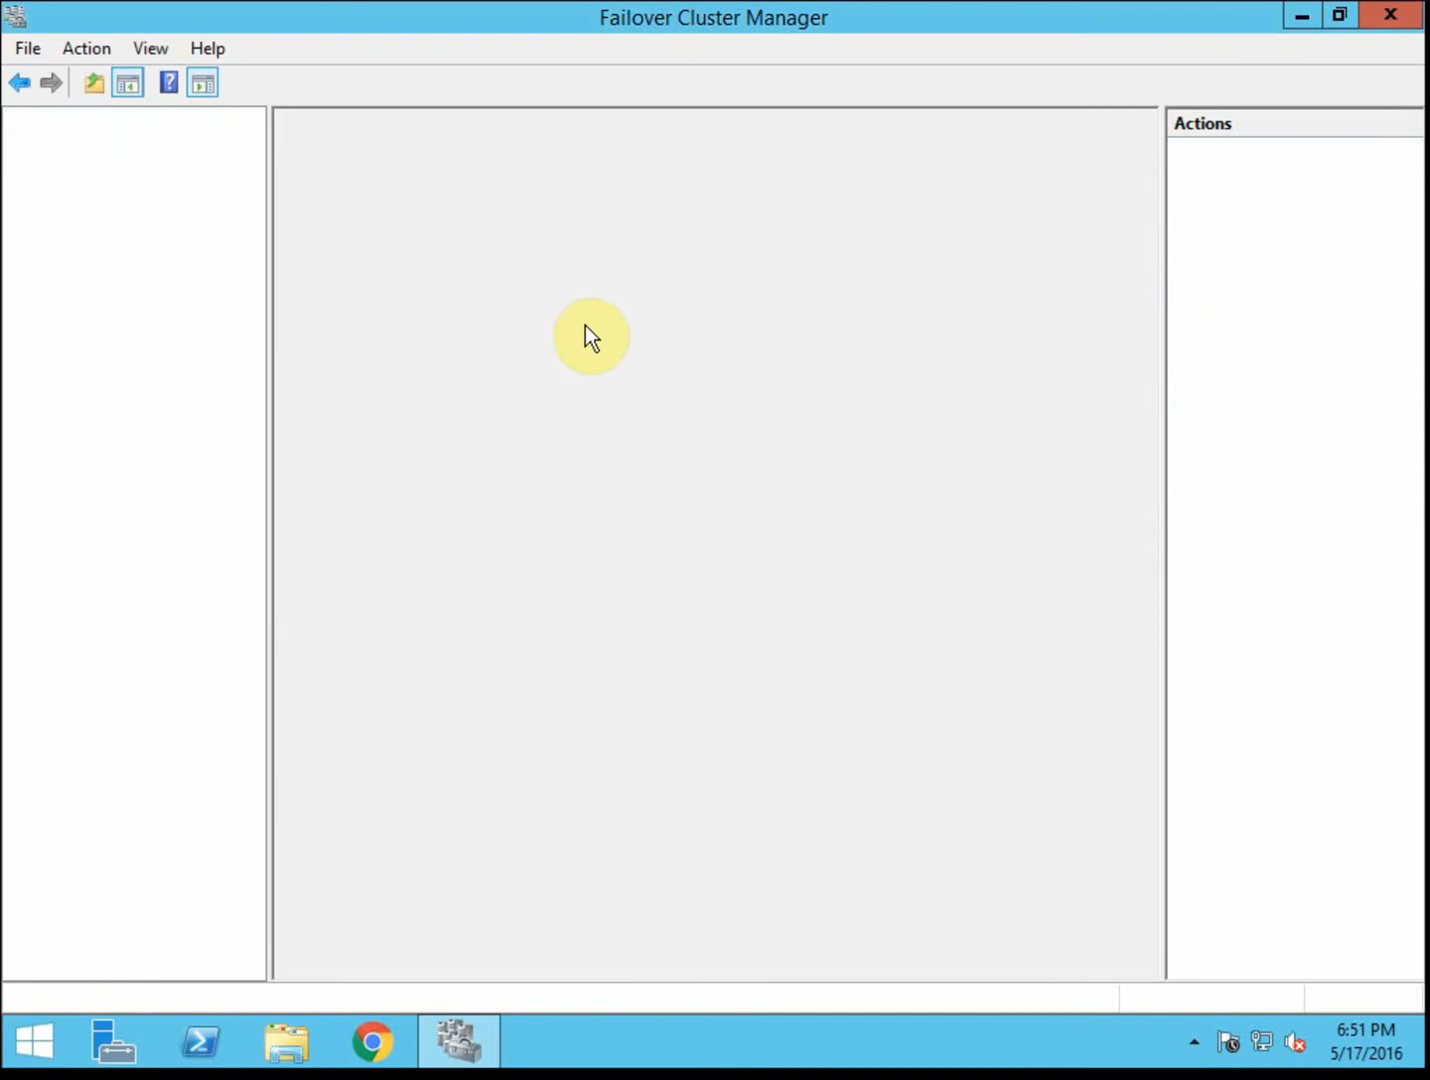 Failover Cluster Manager
File Action View Help
Actions
6:51 PM
5/17/2016